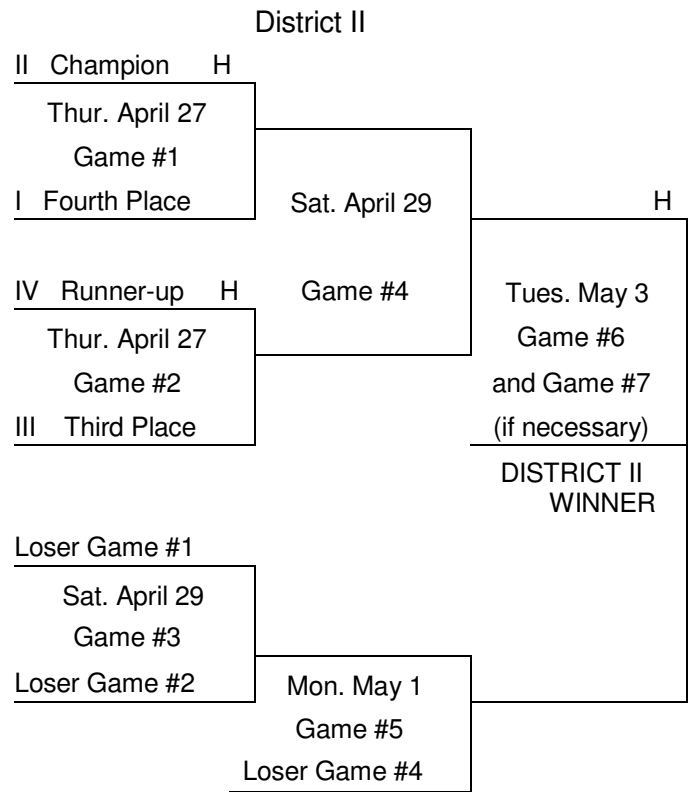 District II
II Champion H
Thur. April 27
Game #1
I Fourth Place
Sat. April 29
H
IV Runner-up H
Game #4
Tues. May 3
Thur. April 27
Game #6
Game #2
and Game #7
III Third Place
(if necessary)
DISTRICT II
WINNER
Loser Game #1
Sat. April 29
Game #3
Loser Game #2
Mon. May 1
Game #5
Loser Game #4